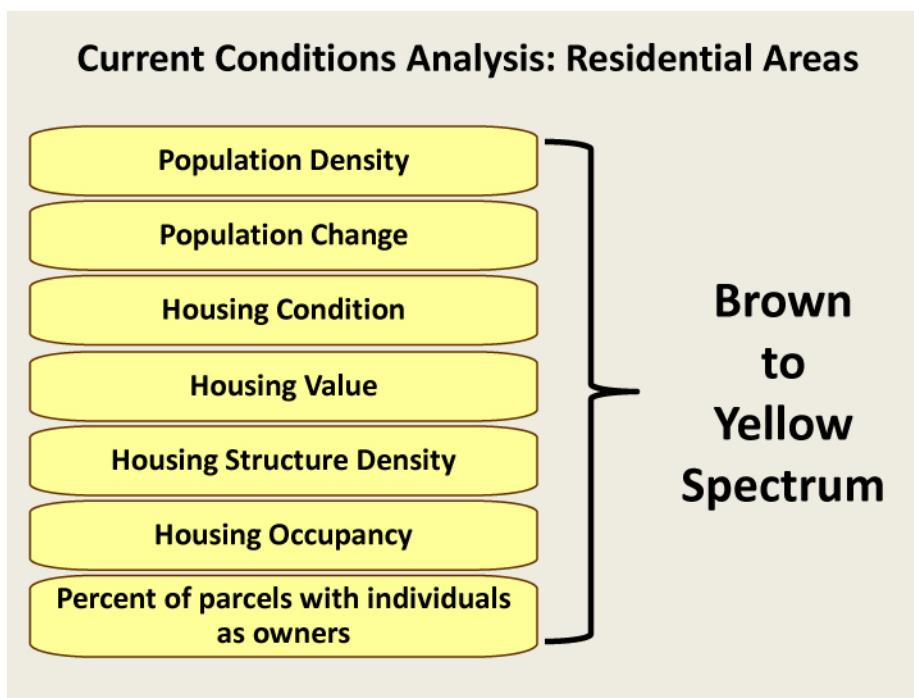 Current Conditions Analysis: Residential Areas
Population Density
Population Change
Housing Condition
Housing Value
Housing Structure Density
Housing Occupancy
Percent of parcels with individuals
as owners
Brown
to
Yellow
Spectrum